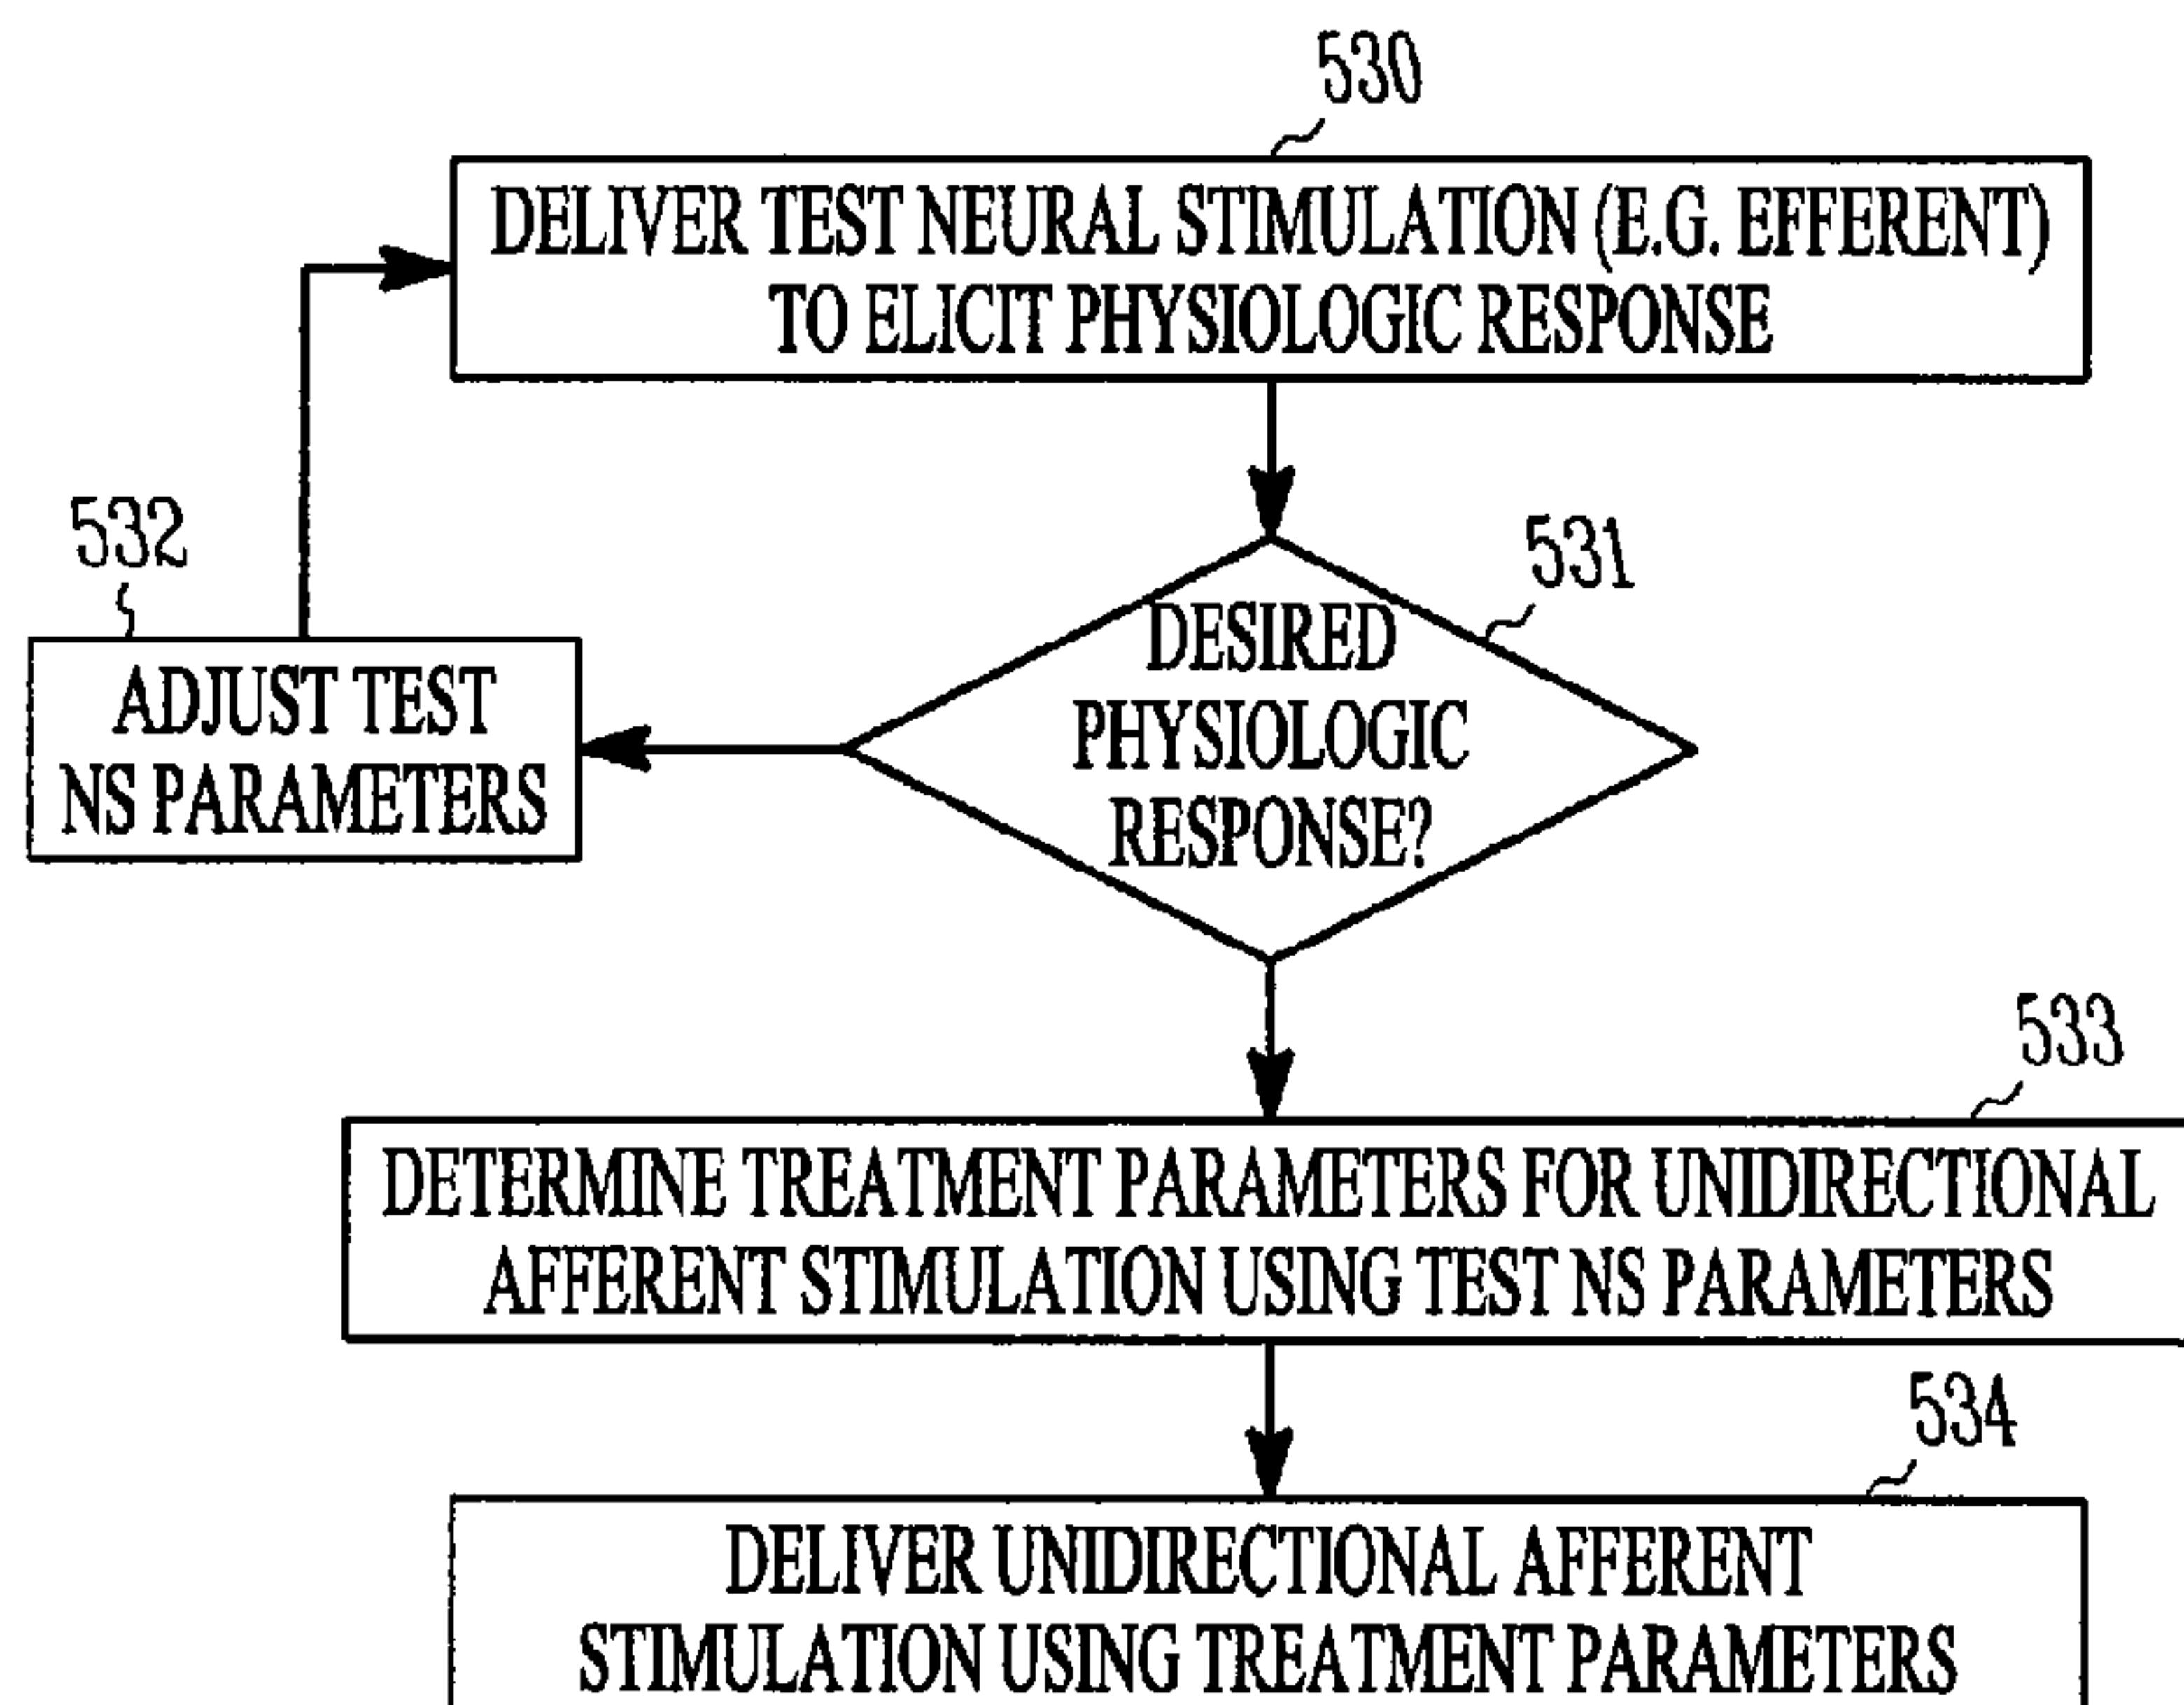 530
DELIVER TEST NEURAL STIMULATION (E.G. EFFERENT)
TO ELICIT PHYSIOLOGIC RESPONSE
532
531
ADJUST TEST
NS PARAMETERS
DESIRED
PHYSIOLOGIC
RESPONSE?
533
DETERMINE TREATMENT PARAMETERS FOR UNIDIRECTIONAL
AFFERENT STIMULATION USING TEST NS PARAMETERS
534
DELIVER UNIDIRECTIONAL AFFERENT
STIMULATION USING TREATMENT PARAMETERS